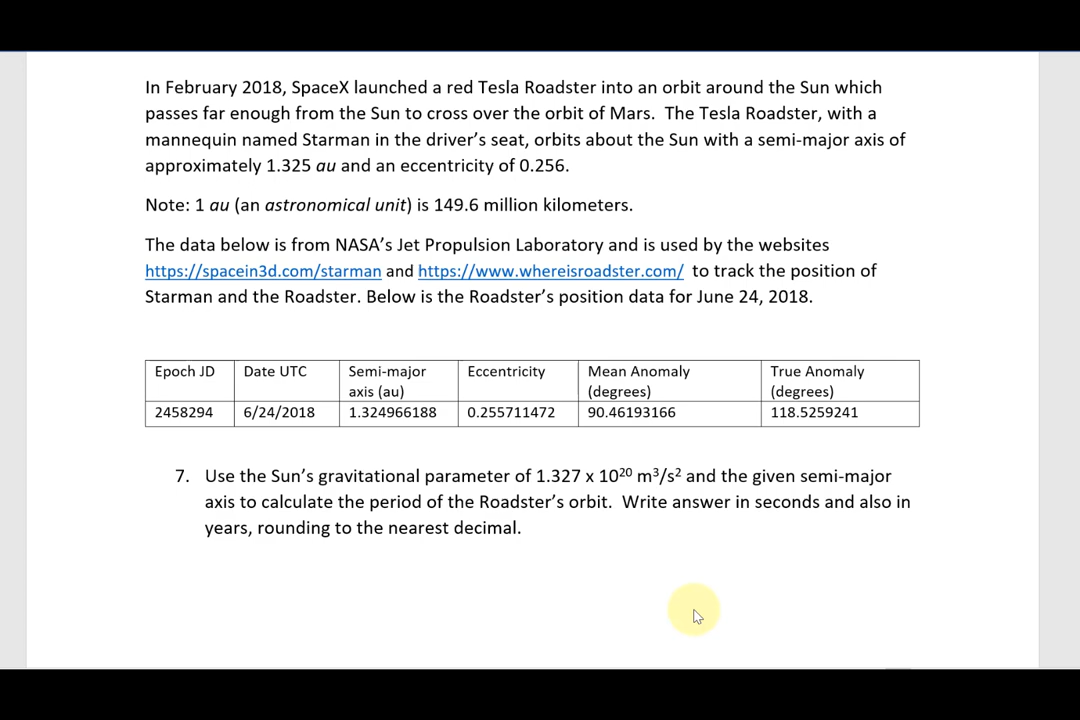 In February 2018, SpaceX launched a red Tesla Roadster into an orbit around the Sun which
passes far enough from the Sun to cross over the orbit of Mars. The Tesla Roadster, with a
mannequin named Starman in the driver's seat, orbits about the Sun with a semi-major axis of
approximately 1.325 au and an eccentricity of 0.256.
Note: 1 au (an astronomical unit) is 149.6 million kilometers.
The data below is from NASA's Jet Propulsion Laboratory and is used by the websites
https://spacein3d.com/starman and https://www.whereisroadster.com/ to track the position of
Starman and the Roadster. Below is the Roadster's position data for June 24, 2018.
Epoch JD Date UTC Semi-major axis (au) Eccentricity Mean Anomaly (degrees) True Anomaly (degrees)
2458294 6/24/2018 1.324966188 0.255711472 90.46193166 118.5259241
7. Use the Sun's gravitational parameter of 1.327 x 10²⁰ m³/s² and the given semi-major
axis to calculate the period of the Roadster's orbit. Write answer in seconds and also in
years, rounding to the nearest decimal.